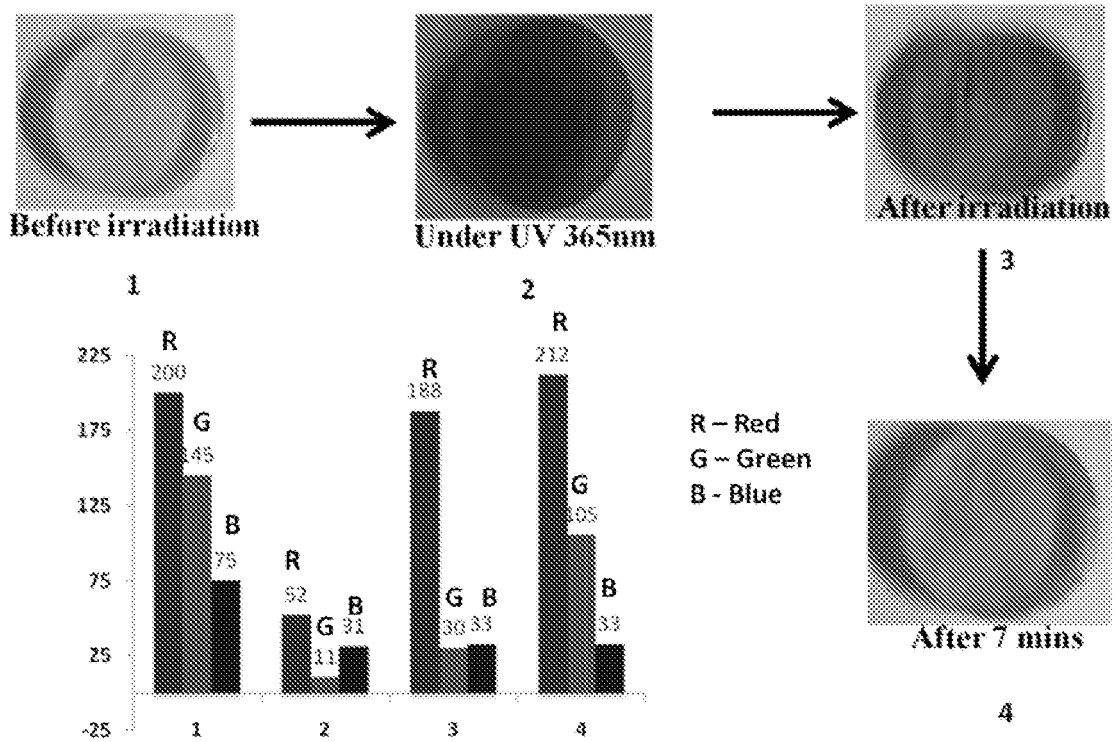 Before irradiation
Under UV 365nm
After irradiation
1
2
3
R
200
G
145
B
75
R
52
G
11
B
31
R
188
G
30
B
33
R
212
G
105
B
33
225
175
125
75
25
-25
1
2
3
4
R – Red
G – Green
B - Blue
After 7 mins
4